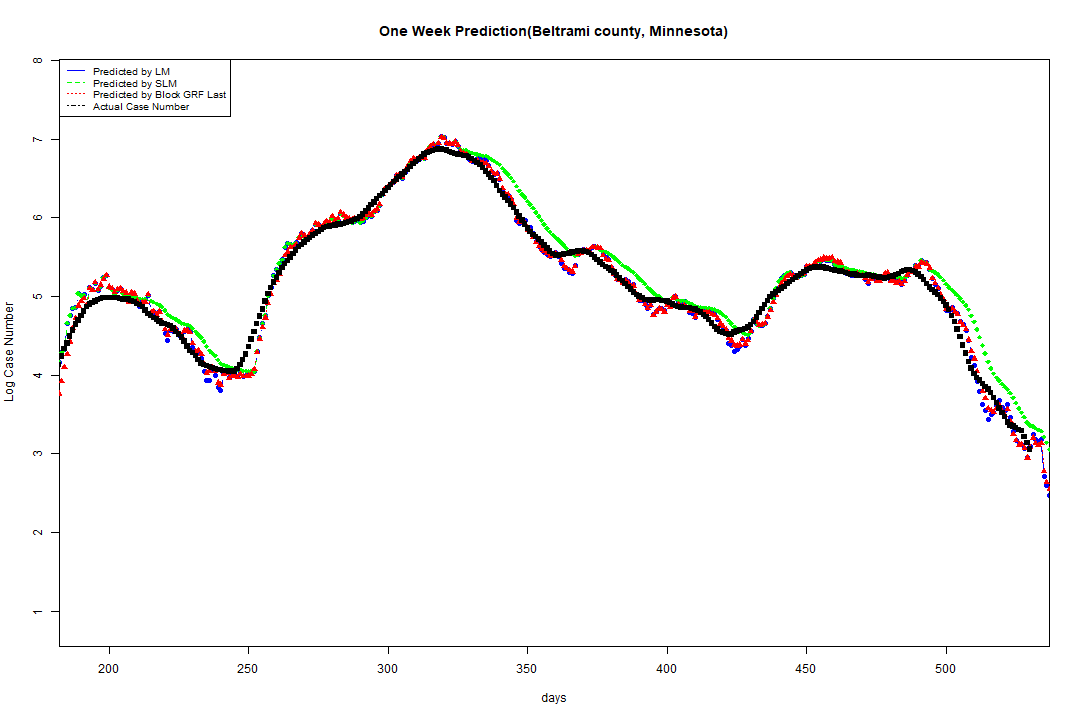 One Week Prediction(Beltrami county, Minnesota)
Predicted by LM
Predicted by SLM
Predicted by Block GRF Last
Actual Case Number
8
7
6
5
4
3
2
1
Log Case Number
200 250 300 350 400 450 500
days